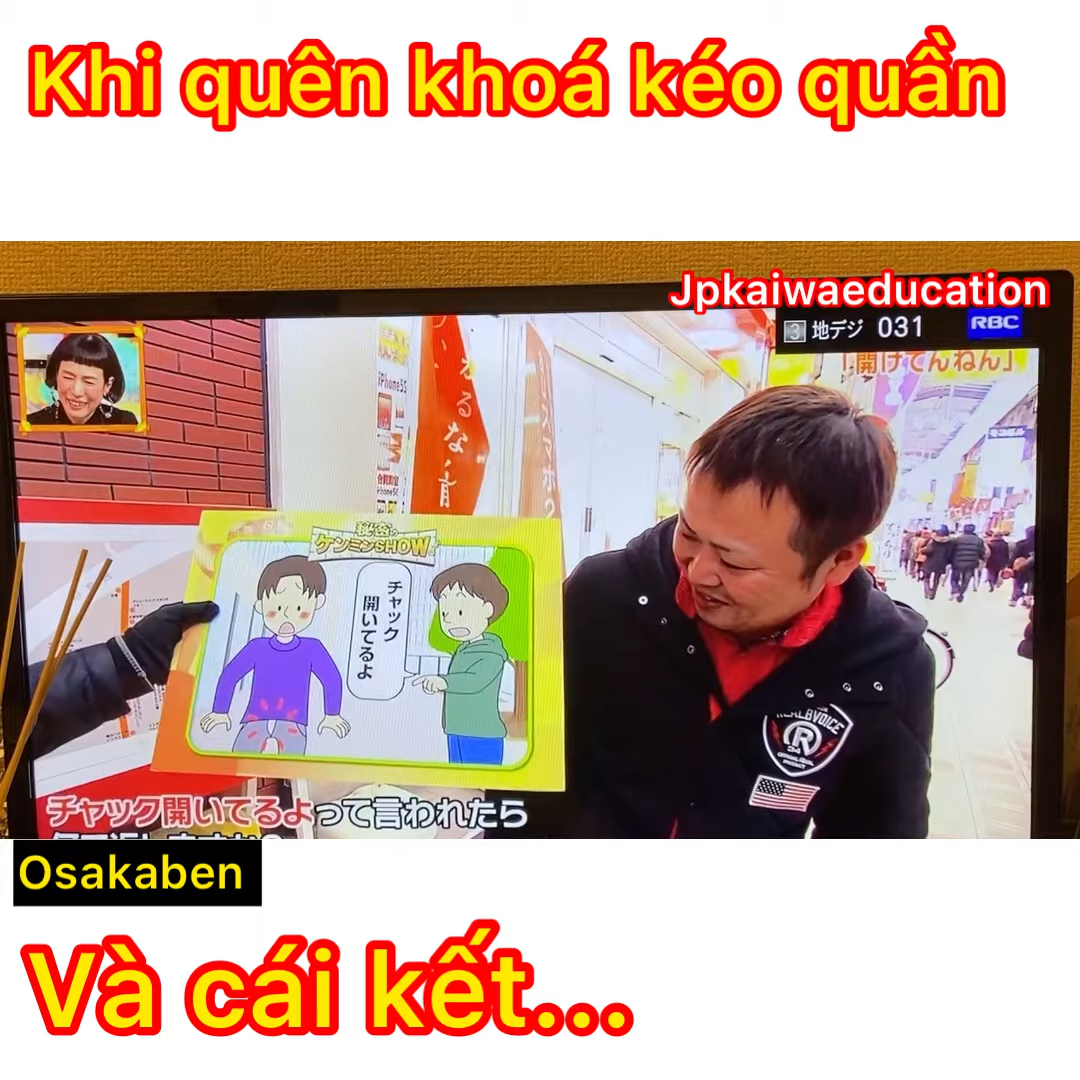 Khi quên khoá kéo quần
Jpkaiwaeducation
3 地デジ 031
RBC
「開けてんねん」
iPhone5S
秘密の
ケンミンSHOW
チャック
開いてるよ
REALBVOICE
R
チャック開いてるよって言われたら
Osakaben
Và cái kết...